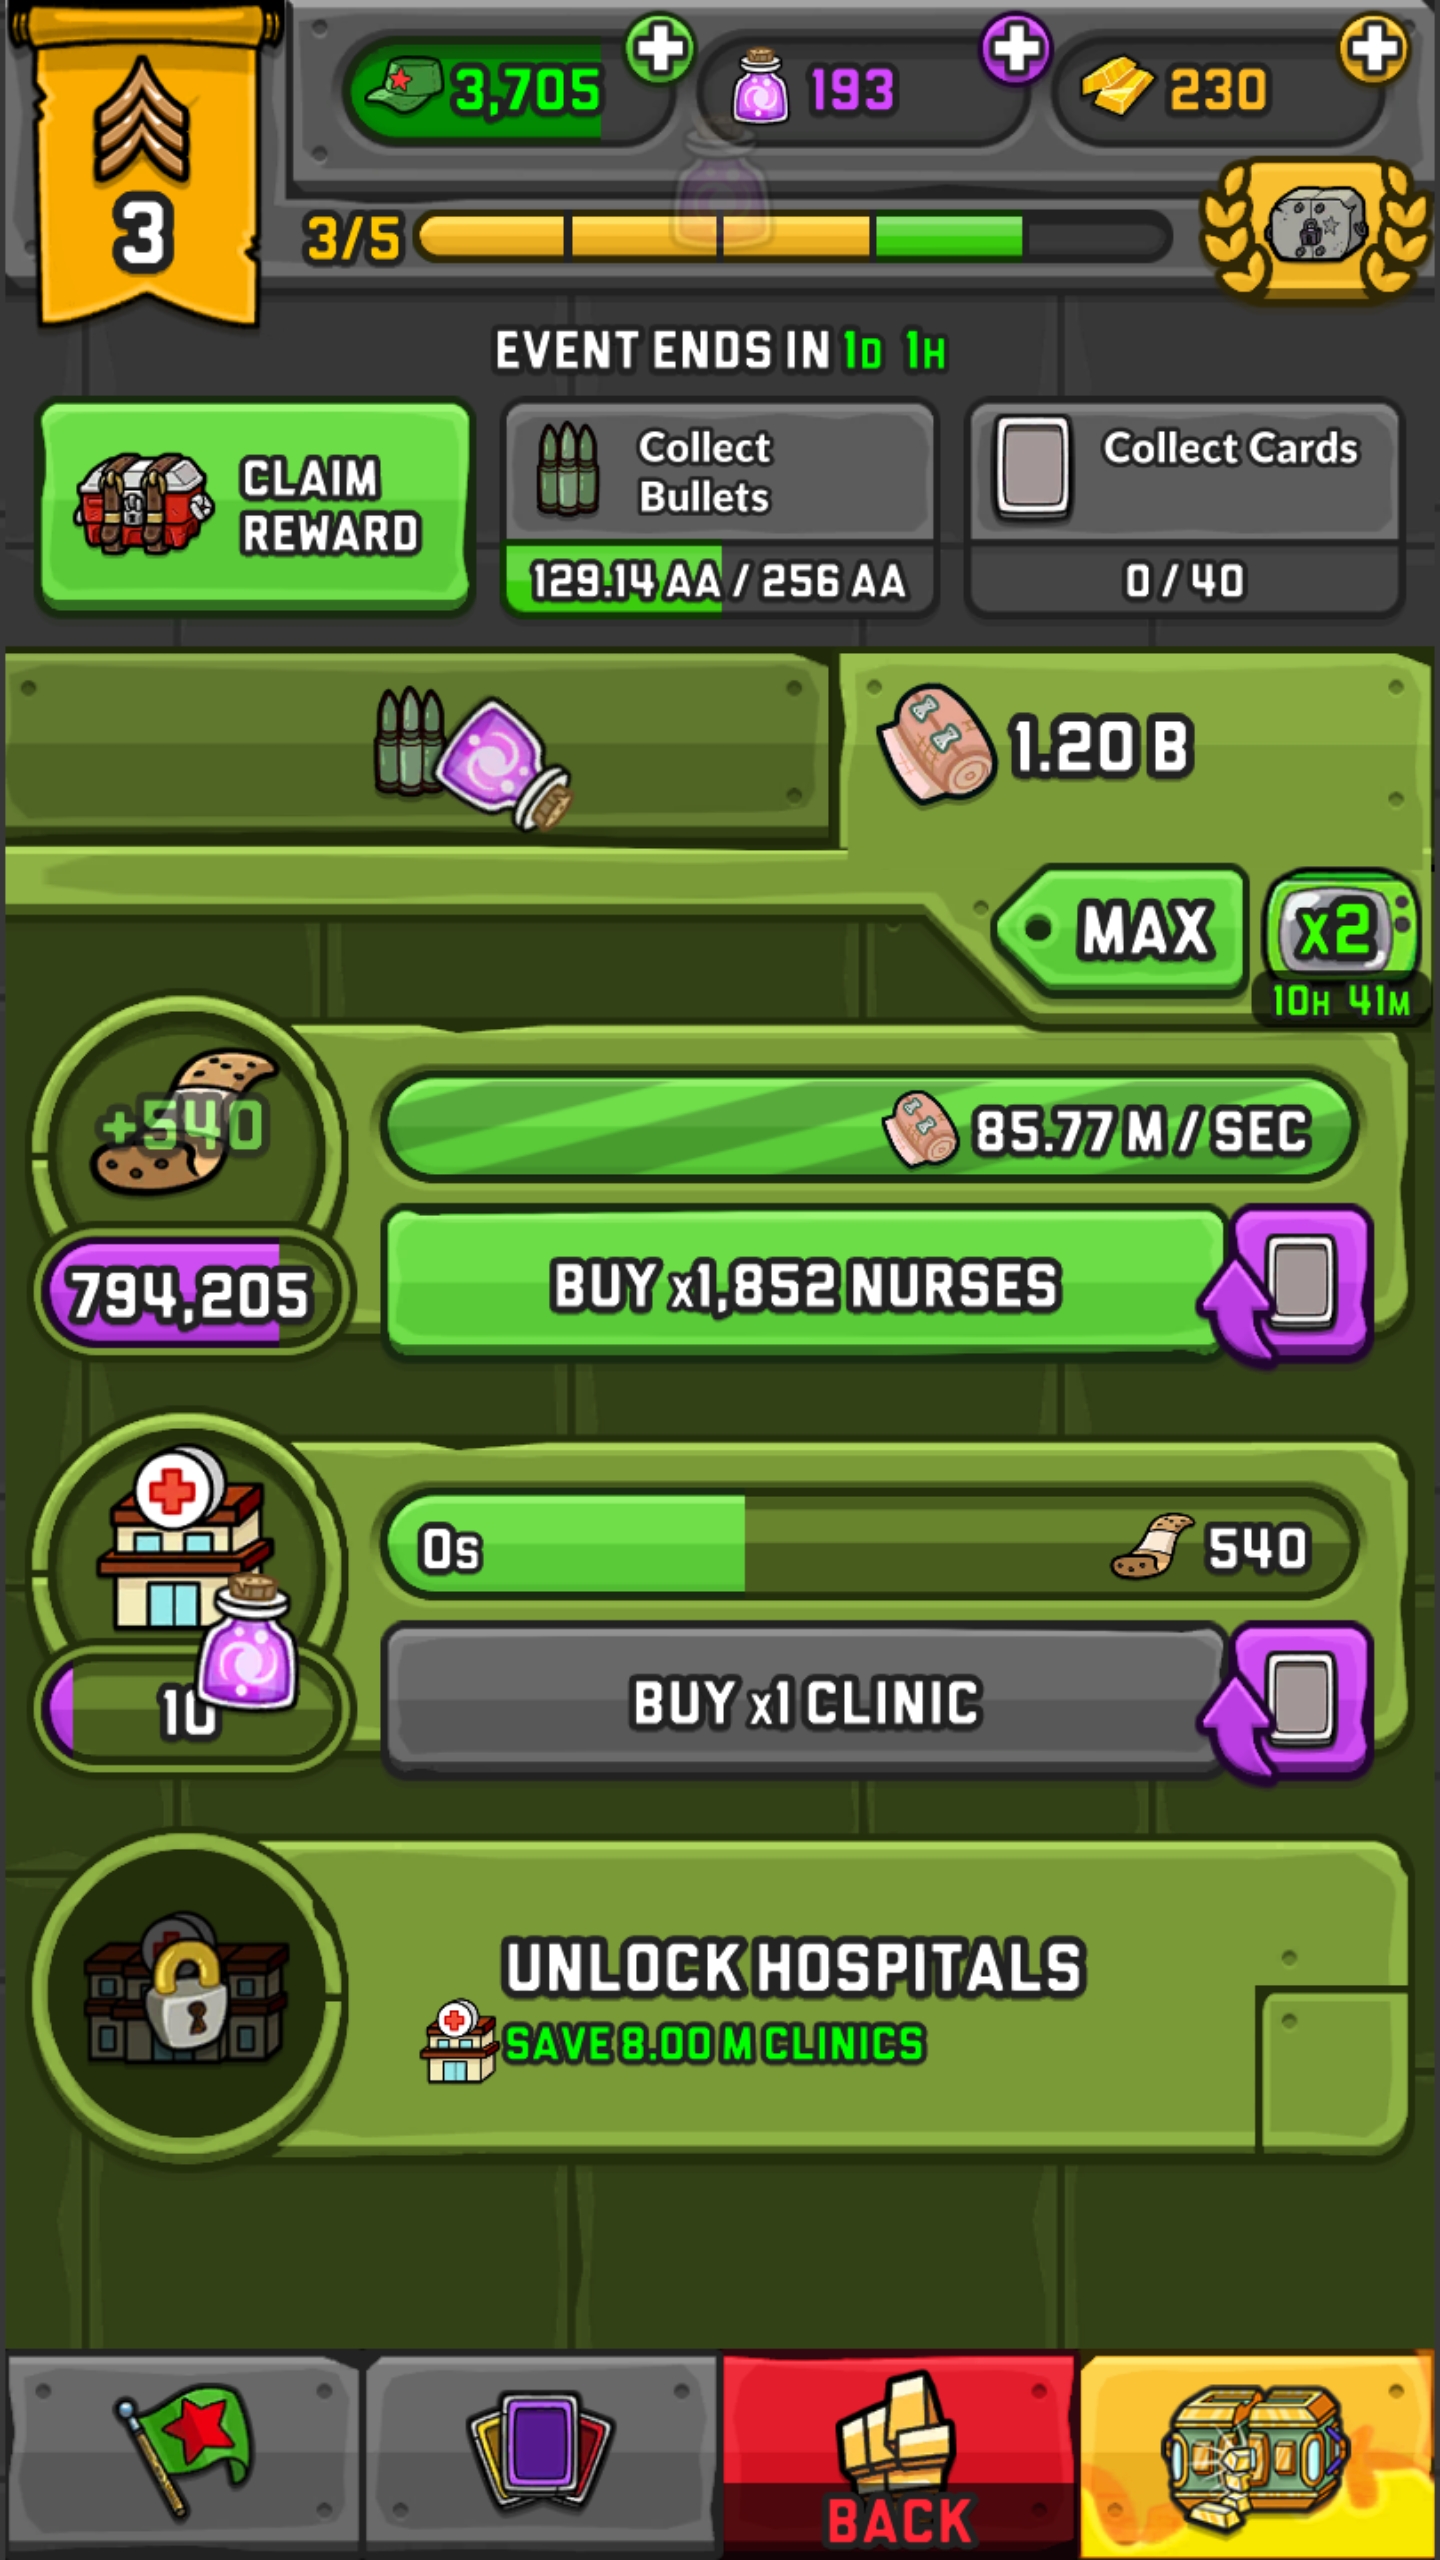 3,705
193
230
3
3/5
EVENT ENDS IN 1D 1H
CLAIM
REWARD
Collect
Bullets
129.14 AA / 256 AA
Collect Cards
0 / 40
1.20 B
MAX
x2
10H 41M
+540
85.77 M / SEC
794,205
BUY x1,852 NURSES
0s
540
10
BUY x1 CLINIC
UNLOCK HOSPITALS
SAVE 8.00 M CLINICS
BACK